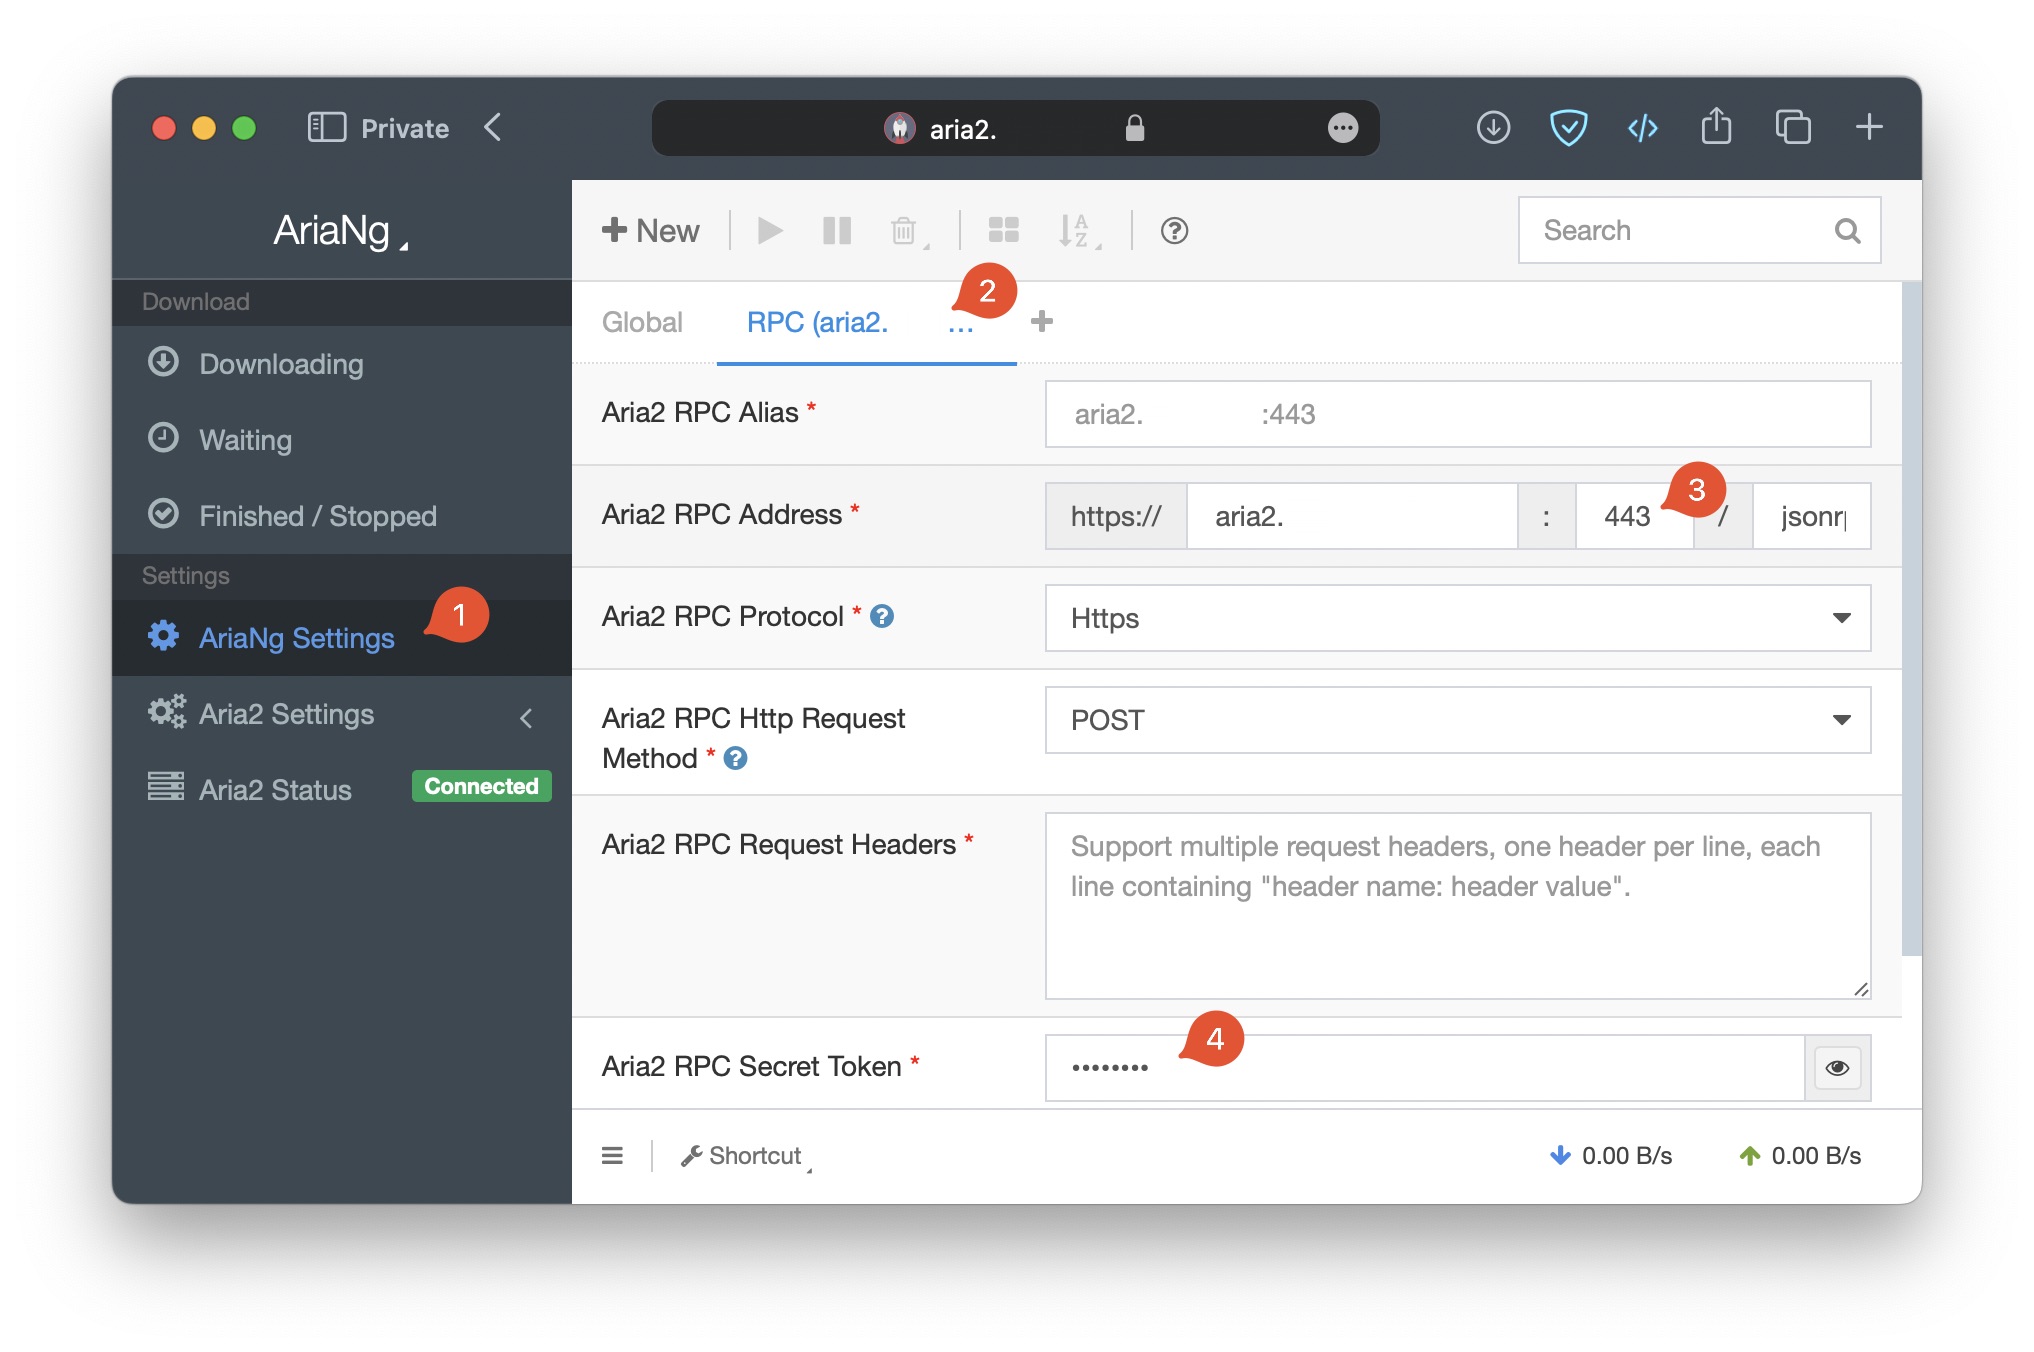 Private
aria2.
AriaNg
New
Search
Download
Downloading
Waiting
Finished / Stopped
Settings
AriaNg Settings
1
Aria2 Settings
Aria2 Status
Connected
Global
RPC (aria2. ...
2
Aria2 RPC Alias *
aria2. :443
Aria2 RPC Address *
https:// aria2. : 443 / jsonr
3
Aria2 RPC Protocol *
Https
Aria2 RPC Http Request
Method *
POST
Aria2 RPC Request Headers *
Support multiple request headers, one header per line, each
line containing "header name: header value".
Aria2 RPC Secret Token *
••••••••
4
Shortcut
0.00 B/s
0.00 B/s